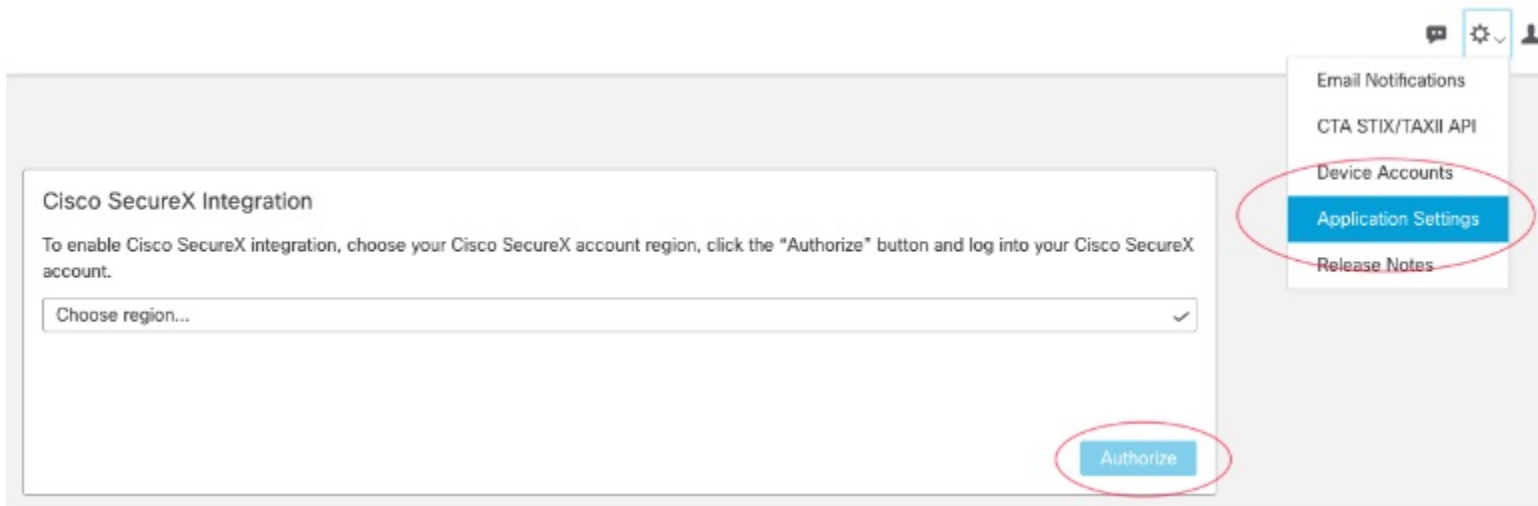 Email Notifications
CTA STIX/TAXII API
Device Accounts
Application Settings
Release Notes
Cisco SecureX Integration
To enable Cisco SecureX integration, choose your Cisco SecureX account region, click the "Authorize" button and log into your Cisco SecureX
account.
Choose region...
Authorize